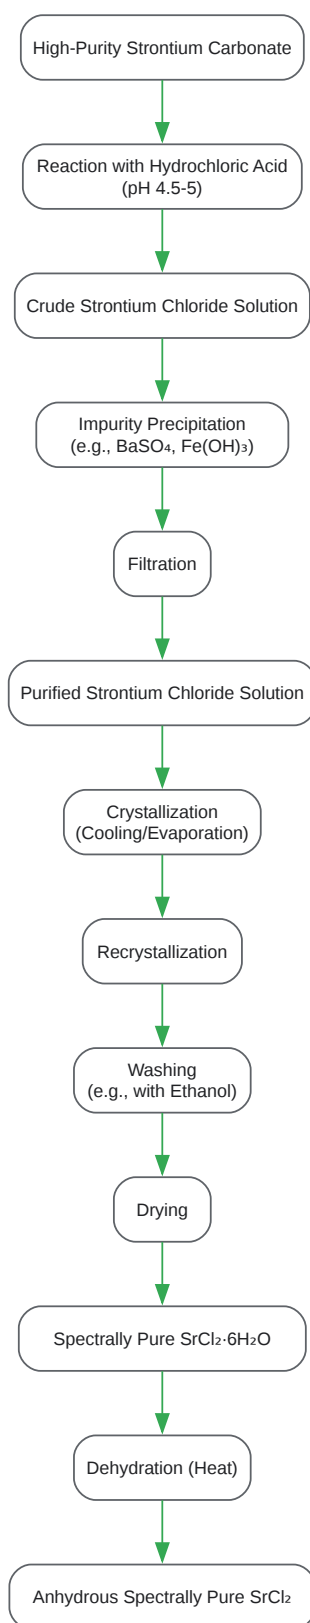 High-Purity Strontium Carbonate
Reaction with Hydrochloric Acid
(pH 4.5-5)
Crude Strontium Chloride Solution
Impurity Precipitation
(e.g., BaSO₄, Fe(OH)₃)
Filtration
Purified Strontium Chloride Solution
Crystallization
(Cooling/Evaporation)
Recrystallization
Washing
(e.g., with Ethanol)
Drying
Spectrally Pure SrCl₂·6H₂O
Dehydration (Heat)
Anhydrous Spectrally Pure SrCl₂